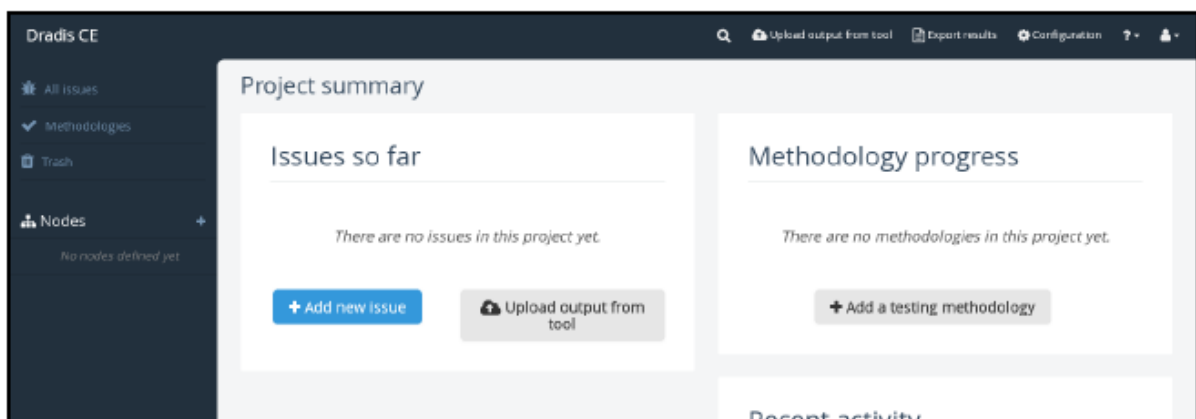 Dradis CE
Upload output from tool
Export results
Configuration
?
All issues
Methodologies
Trash
Nodes
+
No nodes defined yet
Project summary
Issues so far
There are no issues in this project yet.
+ Add new issue
Upload output from
tool
Methodology progress
There are no methodologies in this project yet.
+ Add a testing methodology
Recent activity